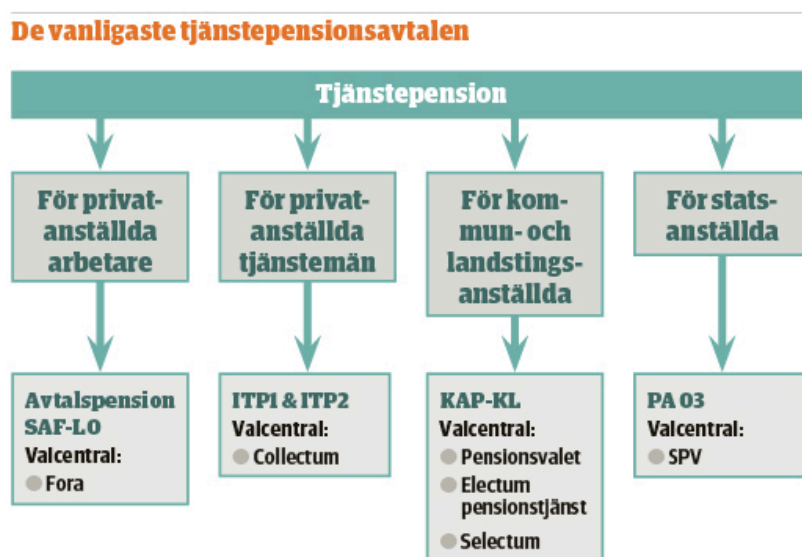 De vanligaste tjänstepensionsavtalen
Tjänstepension
För privat-
anställda
arbetare
För privat-
anställda
tjänstemän
För kom-
mun- och
landstings-
anställda
För stats-
anställda
Avtalspension
SAF-LO
Valcentral:
Fora
ITP1 & ITP2
Valcentral:
Collectum
KAP-KL
Valcentral:
Pensionsvalet
Electum
pensionstjänst
Selectum
PA 03
Valcentral:
SPV